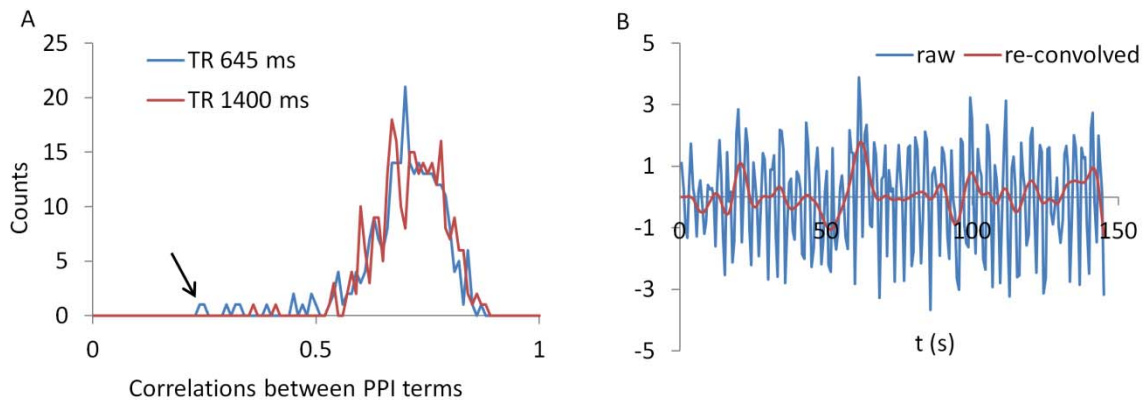 A
25
20
15
10
5
0
Counts
TR 645 ms
TR 1400 ms
0 0.5 1
Correlations between PPI terms
B
5
3
1
-1
-3
-5
raw re-convolved
0 50 100 150
t (s)